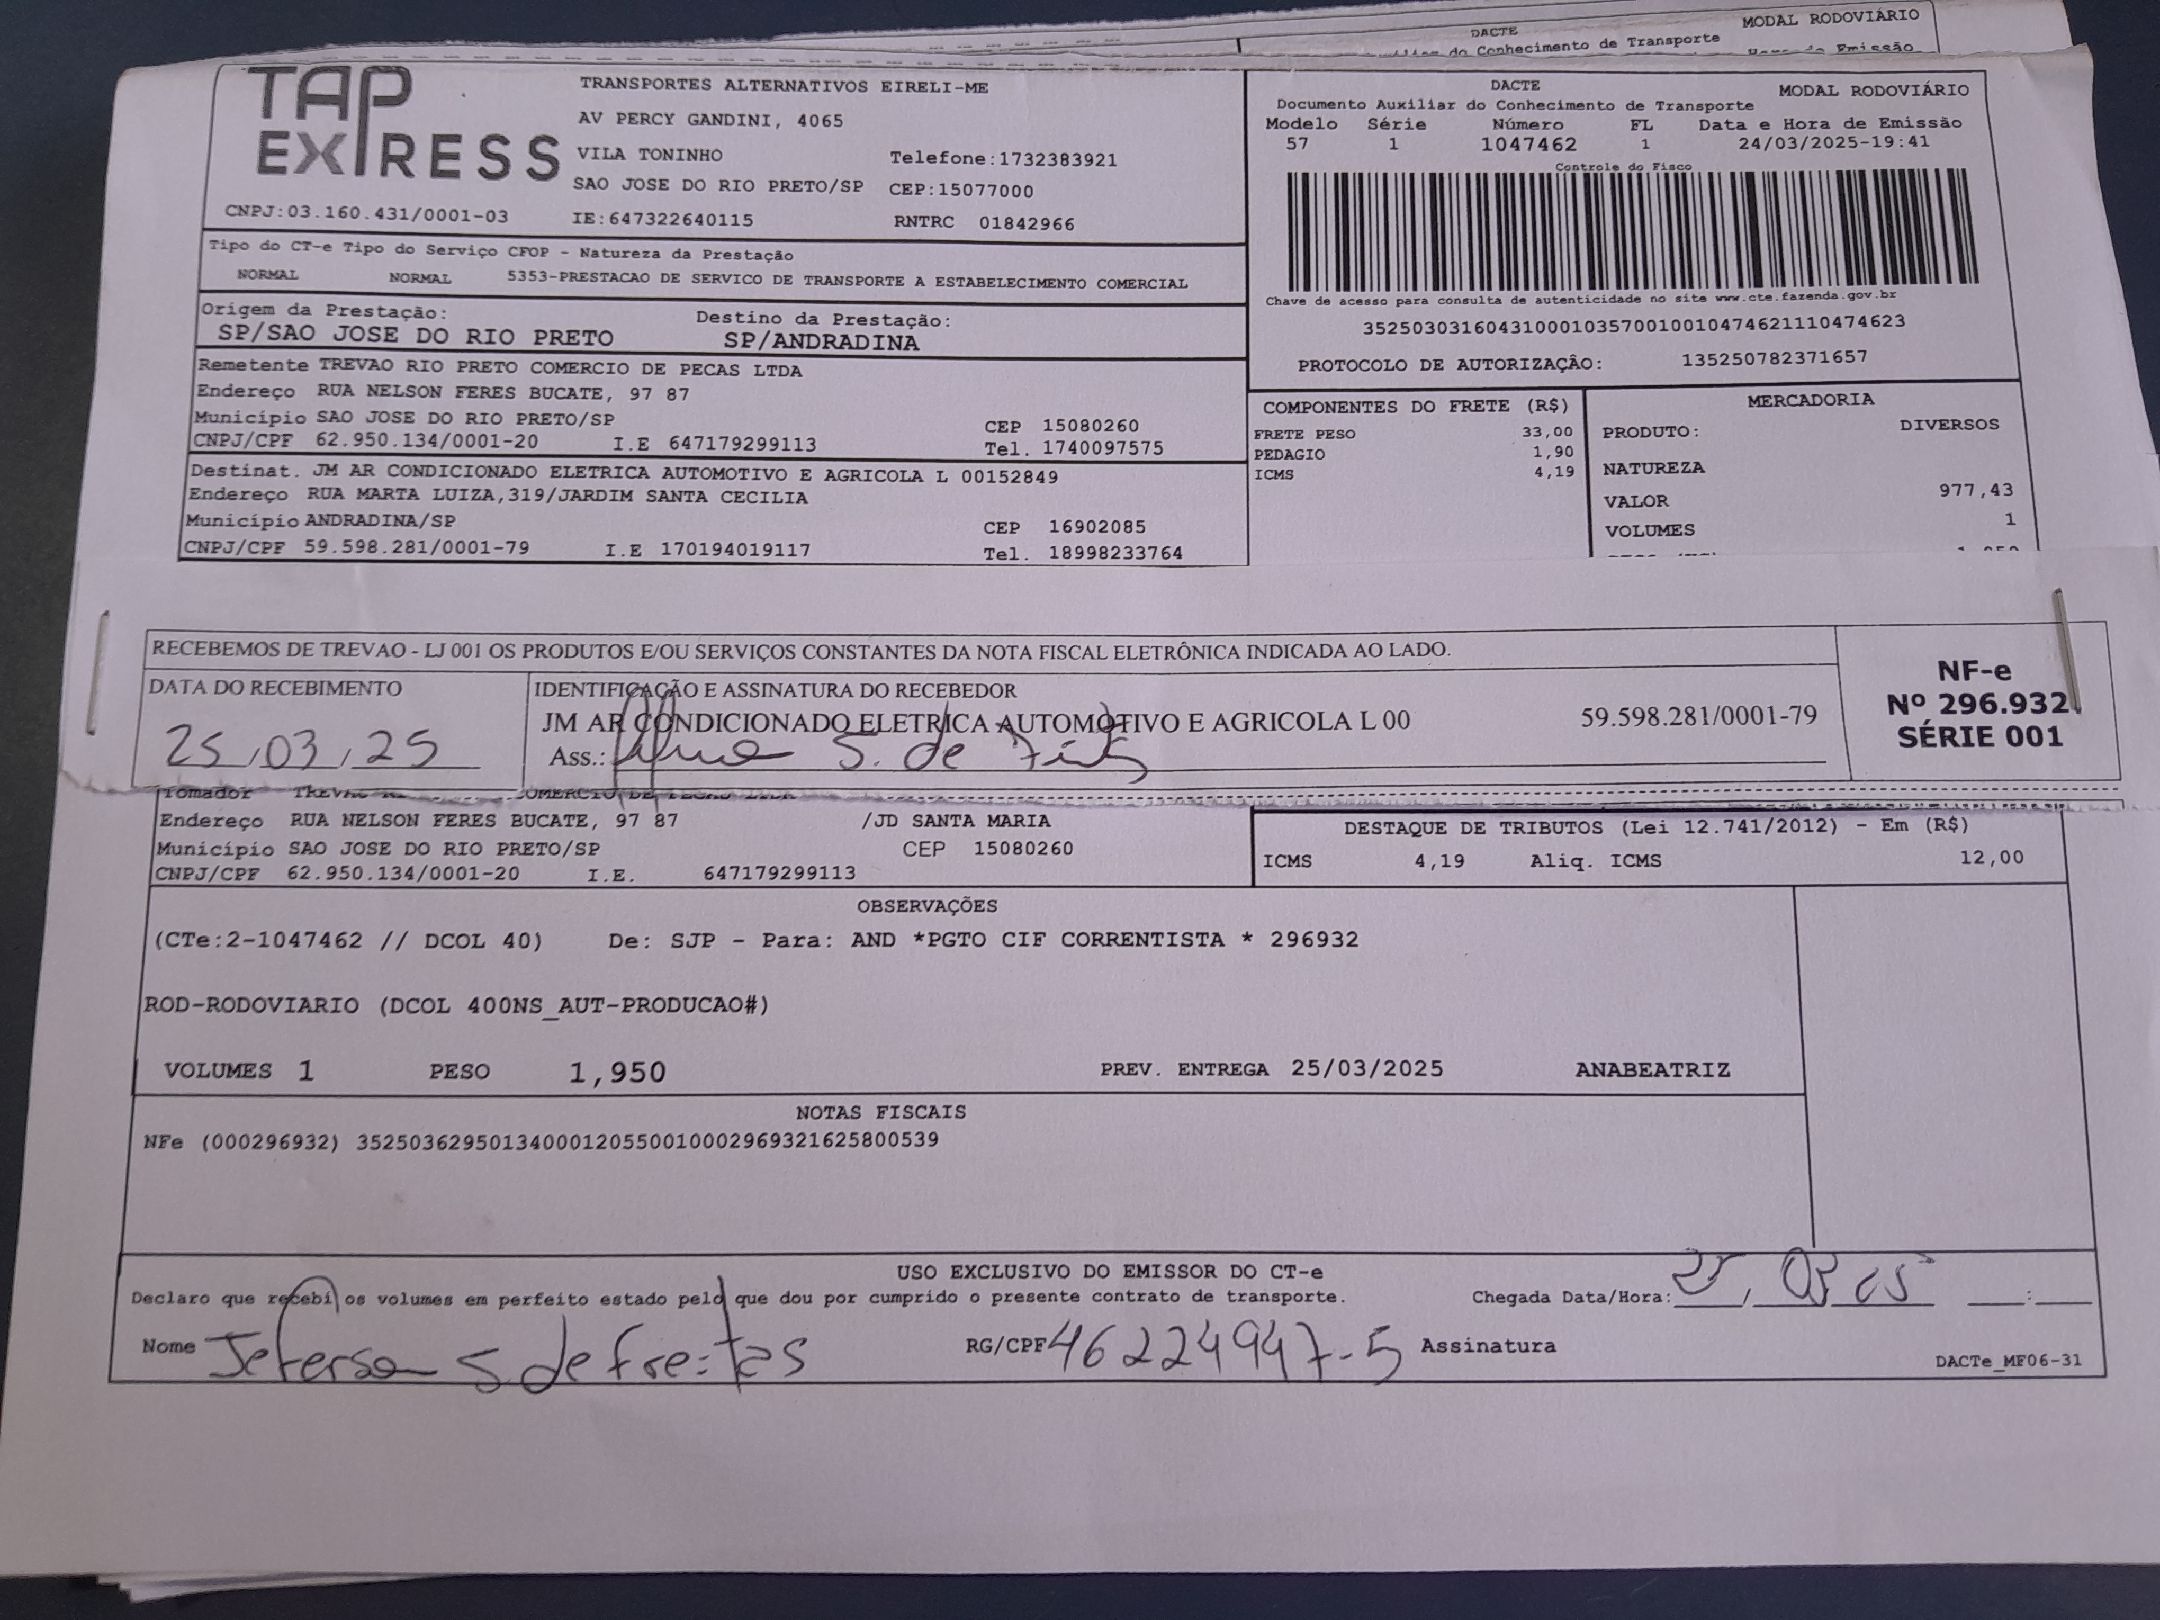 MODAL RODOVIÁRIO
DACTE
do Conhecimento de Transporte
TAP EXPRESS
TRANSPORTES ALTERNATIVOS EIRELI-ME
AV PERCY GANDINI, 4065
VILA TONINHO Telefone:1732383921
SAO JOSE DO RIO PRETO/SP CEP:15077000
CNPJ:03.160.431/0001-03 IE:647322640115 RNTRC 01842966
DACTE MODAL RODOVIÁRIO
Documento Auxiliar do Conhecimento de Transporte
Modelo Série Número FL Data e Hora de Emissão
57 1 1047462 1 24/03/2025-19:41
Controle do Fisco
Chave de acesso para consulta de autenticidade no site www.cte.fazenda.gov.br
35250303160431000103570010010474621110474623
PROTOCOLO DE AUTORIZAÇÃO: 135250782371657
Tipo do CT-e Tipo do Serviço CFOP - Natureza da Prestação
NORMAL NORMAL 5353-PRESTACAO DE SERVICO DE TRANSPORTE A ESTABELECIMENTO COMERCIAL
Origem da Prestação: Destino da Prestação:
SP/SAO JOSE DO RIO PRETO SP/ANDRADINA
Remetente TREVAO RIO PRETO COMERCIO DE PECAS LTDA
Endereço RUA NELSON FERES BUCATE, 97 87
Município SAO JOSE DO RIO PRETO/SP CEP 15080260
CNPJ/CPF 62.950.134/0001-20 I.E 647179299113 Tel. 1740097575
Destinat. JM AR CONDICIONADO ELETRICA AUTOMOTIVO E AGRICOLA L 00152849
Endereço RUA MARTA LUIZA,319/JARDIM SANTA CECILIA
Município ANDRADINA/SP CEP 16902085
CNPJ/CPF 59.598.281/0001-79 I.E 170194019117 Tel. 18998233764
COMPONENTES DO FRETE (R$)
FRETE PESO 33,00
PEDAGIO 1,90
ICMS 4,19
MERCADORIA
PRODUTO: DIVERSOS
NATUREZA
VALOR 977,43
VOLUMES 1
RECEBEMOS DE TREVAO - LJ 001 OS PRODUTOS E/OU SERVIÇOS CONSTANTES DA NOTA FISCAL ELETRÔNICA INDICADA AO LADO.
DATA DO RECEBIMENTO
25/03/25
IDENTIFICAÇÃO E ASSINATURA DO RECEBEDOR
JM AR CONDICIONADO ELETRICA AUTOMOTIVO E AGRICOLA L 00 59.598.281/0001-79
Ass.: S. de
NF-e
Nº 296.932
SÉRIE 001
Tomador
Endereço RUA NELSON FERES BUCATE, 97 87 /JD SANTA MARIA
Município SAO JOSE DO RIO PRETO/SP CEP 15080260
CNPJ/CPF 62.950.134/0001-20 I.E. 647179299113
DESTAQUE DE TRIBUTOS (Lei 12.741/2012) - Em (R$)
ICMS 4,19 Aliq. ICMS 12,00
OBSERVAÇÕES
(CTe:2-1047462 // DCOL 40) De: SJP - Para: AND *PGTO CIF CORRENTISTA * 296932
ROD-RODOVIARIO (DCOL 400NS_AUT-PRODUCAO#)
VOLUMES 1 PESO 1,950 PREV. ENTREGA 25/03/2025 ANABEATRIZ
NOTAS FISCAIS
NFe (000296932) 35250362950134000120550010002969321625800539
USO EXCLUSIVO DO EMISSOR DO CT-e
Declaro que recebi os volumes em perfeito estado pelo que dou por cumprido o presente contrato de transporte. Chegada Data/Hora: 25/03 : 
Nome Jeferson S de Freitas RG/CPF 46224947-5 Assinatura
DACTe_MF06-31